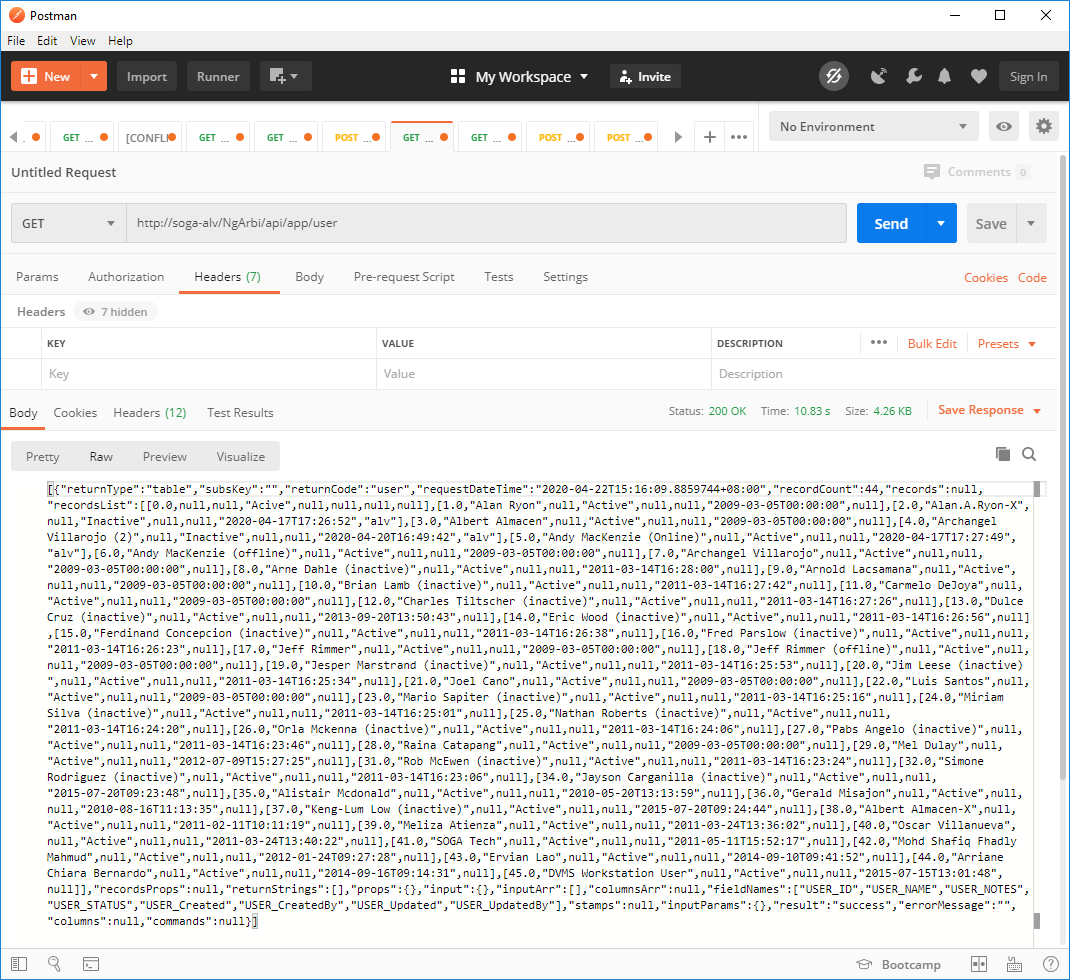 Postman
File Edit View Help
New Import Runner My Workspace Invite Sign In
. GET ... [CONFLI GET ... GET ... POST ... GET ... GET ... POST ... POST ... No Environment
Untitled Request Comments 0
GET http://soga-alv/NgArbi/api/app/user Send Save
Params Authorization Headers (7) Body Pre-request Script Tests Settings Cookies Code
Headers 7 hidden
KEY VALUE DESCRIPTION ••• Bulk Edit Presets
Key Value Description
Body Cookies Headers (12) Test Results Status: 200 OK Time: 10.83 s Size: 4.26 KB Save Response
Pretty Raw Preview Visualize
[{"returnType":"table","subsKey":"","returnCode":"user","requestDateTime":"2020-04-22T15:16:09.8859744+08:00","recordCount":44,"records":null,
"recordsList":[[0.0,null,null,"Acive",null,null,null,null],[1.0,"Alan Ryon",null,"Active",null,null,"2009-03-05T00:00:00",null],[2.0,"Alan.A.Ryon-X",
null,"Inactive",null,null,"2020-04-17T17:26:52","alv"],[3.0,"Albert Almacen",null,"Active",null,null,"2009-03-05T00:00:00",null],[4.0,"Archangel
Villarojo (2)",null,"Inactive",null,null,"2020-04-20T16:49:42","alv"],[5.0,"Andy MacKenzie (Online)",null,"Active",null,null,"2020-04-17T17:27:49",
"alv"],[6.0,"Andy MacKenzie (offline)",null,"Active",null,null,"2009-03-05T00:00:00",null],[7.0,"Archangel Villarojo",null,"Active",null,null,
"2009-03-05T00:00:00",null],[8.0,"Arne Dahle (inactive)",null,"Active",null,null,"2011-03-14T16:28:00",null],[9.0,"Arnold Lacsamana",null,"Active",
null,null,"2009-03-05T00:00:00",null],[10.0,"Brian Lamb (inactive)",null,"Active",null,null,"2011-03-14T16:27:42",null],[11.0,"Carmelo DeJoya",null,
"Active",null,null,"2009-03-05T00:00:00",null],[12.0,"Charles Tiltscher (inactive)",null,"Active",null,null,"2011-03-14T16:27:26",null],[13.0,"Dulce
Cruz (inactive)",null,"Active",null,null,"2013-09-20T13:50:43",null],[14.0,"Eric Wood (inactive)",null,"Active",null,null,"2011-03-14T16:26:56",null]
,[15.0,"Ferdinand Concepcion (inactive)",null,"Active",null,null,"2011-03-14T16:26:38",null],[16.0,"Fred Parslow (inactive)",null,"Active",null,null,
"2011-03-14T16:26:23",null],[17.0,"Jeff Rimmer",null,"Active",null,null,"2009-03-05T00:00:00",null],[18.0,"Jeff Rimmer (offline)",null,"Active",null,
null,"2009-03-05T00:00:00",null],[19.0,"Jesper Marstrand (inactive)",null,"Active",null,null,"2011-03-14T16:25:53",null],[20.0,"Jim Leese (inactive)
",null,"Active",null,null,"2011-03-14T16:25:34",null],[21.0,"Joel Cano",null,"Active",null,null,"2009-03-05T00:00:00",null],[22.0,"Luis Santos",null,
"Active",null,null,"2009-03-05T00:00:00",null],[23.0,"Mario Sapiter (inactive)",null,"Active",null,null,"2011-03-14T16:25:16",null],[24.0,"Miriam
Silva (inactive)",null,"Active",null,null,"2011-03-14T16:25:01",null],[25.0,"Nathan Roberts (inactive)",null,"Active",null,null,
"2011-03-14T16:24:20",null],[26.0,"Orla Mckenna (inactive)",null,"Active",null,null,"2011-03-14T16:24:06",null],[27.0,"Pabs Angelo (inactive)",null,
"Active",null,null,"2011-03-14T16:23:46",null],[28.0,"Raina Catapang",null,"Active",null,null,"2009-03-05T00:00:00",null],[29.0,"Mel Dulay",null,
"Active",null,null,"2012-07-09T15:27:25",null],[31.0,"Rob McEwen (inactive)",null,"Active",null,null,"2011-03-14T16:23:24",null],[32.0,"Simone
Rodriguez (inactive)",null,"Active",null,null,"2011-03-14T16:23:06",null],[34.0,"Jayson Carganilla (inactive)",null,"Active",null,null,
"2015-07-20T09:23:48",null],[35.0,"Alistair Mcdonald",null,"Active",null,null,"2010-05-20T13:13:59",null],[36.0,"Gerald Misajon",null,"Active",null,
null,"2010-08-16T11:13:35",null],[37.0,"Keng-Lum Low (inactive)",null,"Active",null,null,"2015-07-20T09:24:44",null],[38.0,"Albert Almacen-X",null,
"Active",null,null,"2011-02-11T10:11:19",null],[39.0,"Meliza Atienza",null,"Active",null,null,"2011-03-24T13:36:02",null],[40.0,"Oscar Villanueva",
null,"Active",null,null,"2011-03-24T13:40:22",null],[41.0,"SOGA Tech",null,"Active",null,null,"2011-05-11T15:52:17",null],[42.0,"Mohd Shafiq Fhadly
Mahmud",null,"Active",null,null,"2012-01-24T09:27:28",null],[43.0,"Ervian Lao",null,"Active",null,null,"2014-09-10T09:41:52",null],[44.0,"Arriane
Chiara Bernardo",null,"Active",null,null,"2014-09-16T09:14:31",null],[45.0,"DVMS Workstation User",null,"Active",null,null,"2015-07-15T13:01:48",
null]],"recordsProps":null,"returnStrings":[],"props":{},"input":{},"inputArr":[],"columnsArr":null,"fieldNames":["USER_ID","USER_NAME","USER_NOTES",
"USER_STATUS","USER_Created","USER_CreatedBy","USER_Updated","USER_UpdatedBy"],"stamps":null,"inputParams":{},"result":"success","errorMessage":"",
"columns":null,"commands":null}]
Bootcamp